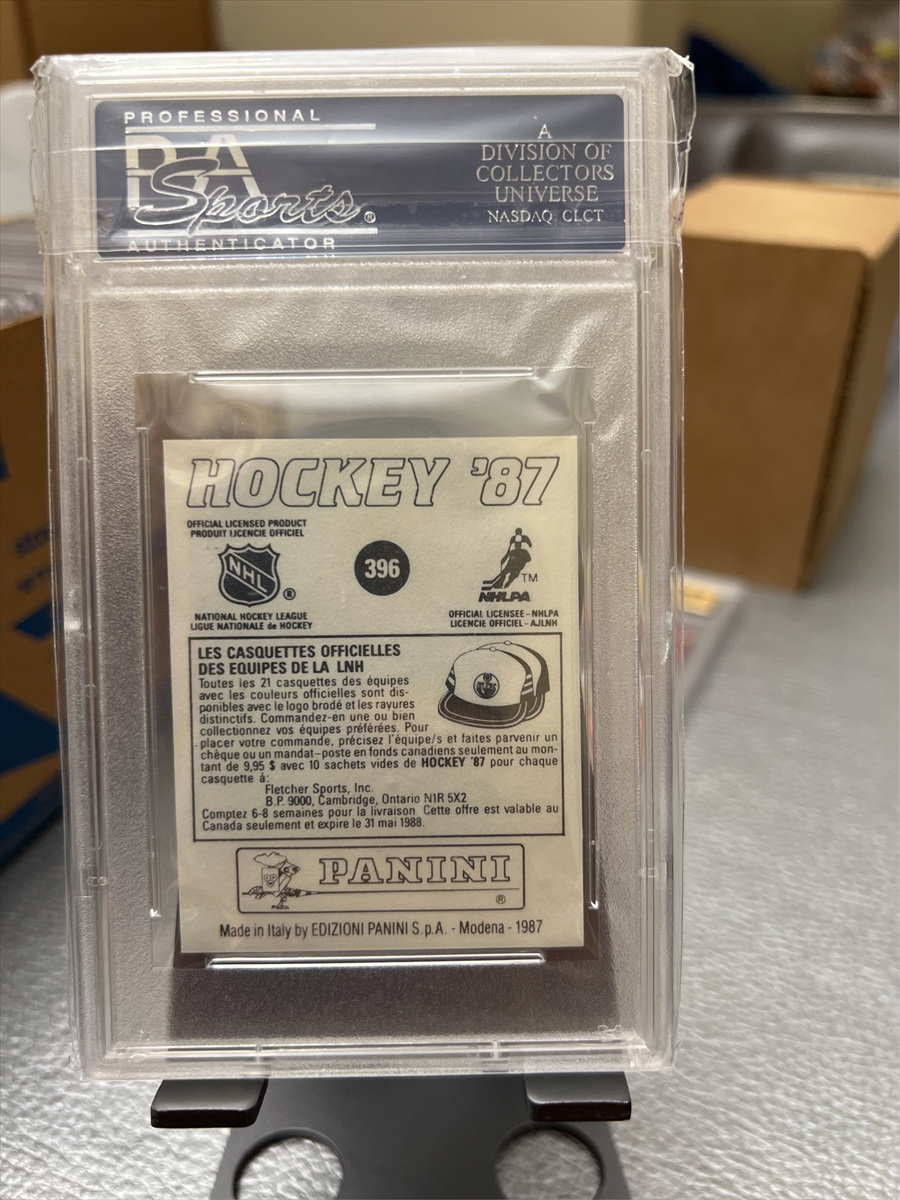 PROFESSIONAL
PSA
Sports®
AUTHENTICATOR
A
DIVISION OF
COLLECTORS
UNIVERSE
NASDAQ CLCT
HOCKEY '87
OFFICIAL LICENSED PRODUCT
PRODUIT LICENCIE OFFICIEL
NHL®
NATIONAL HOCKEY LEAGUE
LIGUE NATIONALE de HOCKEY
396
TM
NHLPA
OFFICIAL LICENSEE-NHLPA
LICENCIE OFFICIEL-AJLNH
LES CASQUETTES OFFICIELLES
DES EQUIPES DE LA LNH
Toutes les 21 casquettes des équipes
avec les couleurs officielles sont dis-
ponibles avec le logo brodé et les rayures
distinctifs. Commandez-en une ou bien
collectionnez vos équipes préférées. Pour
placer votre commande, précisez l'équipe/s et faites parvenir un
chèque ou un mandat-poste en fonds canadiens seulement au mon-
tant de 9,95 $ avec 10 sachets vides de HOCKEY '87 pour chaque
casquette á:
Fletcher Sports, Inc.
B.P. 9000, Cambridge, Ontario N1R 5X2
Comptez 6-8 semaines pour la livraison Cette offre est valable au
Canada seulement et expire le 31 mai 1988.
PANINI
®
Made in Italy by EDIZIONI PANINI S.p.A. - Modena - 1987